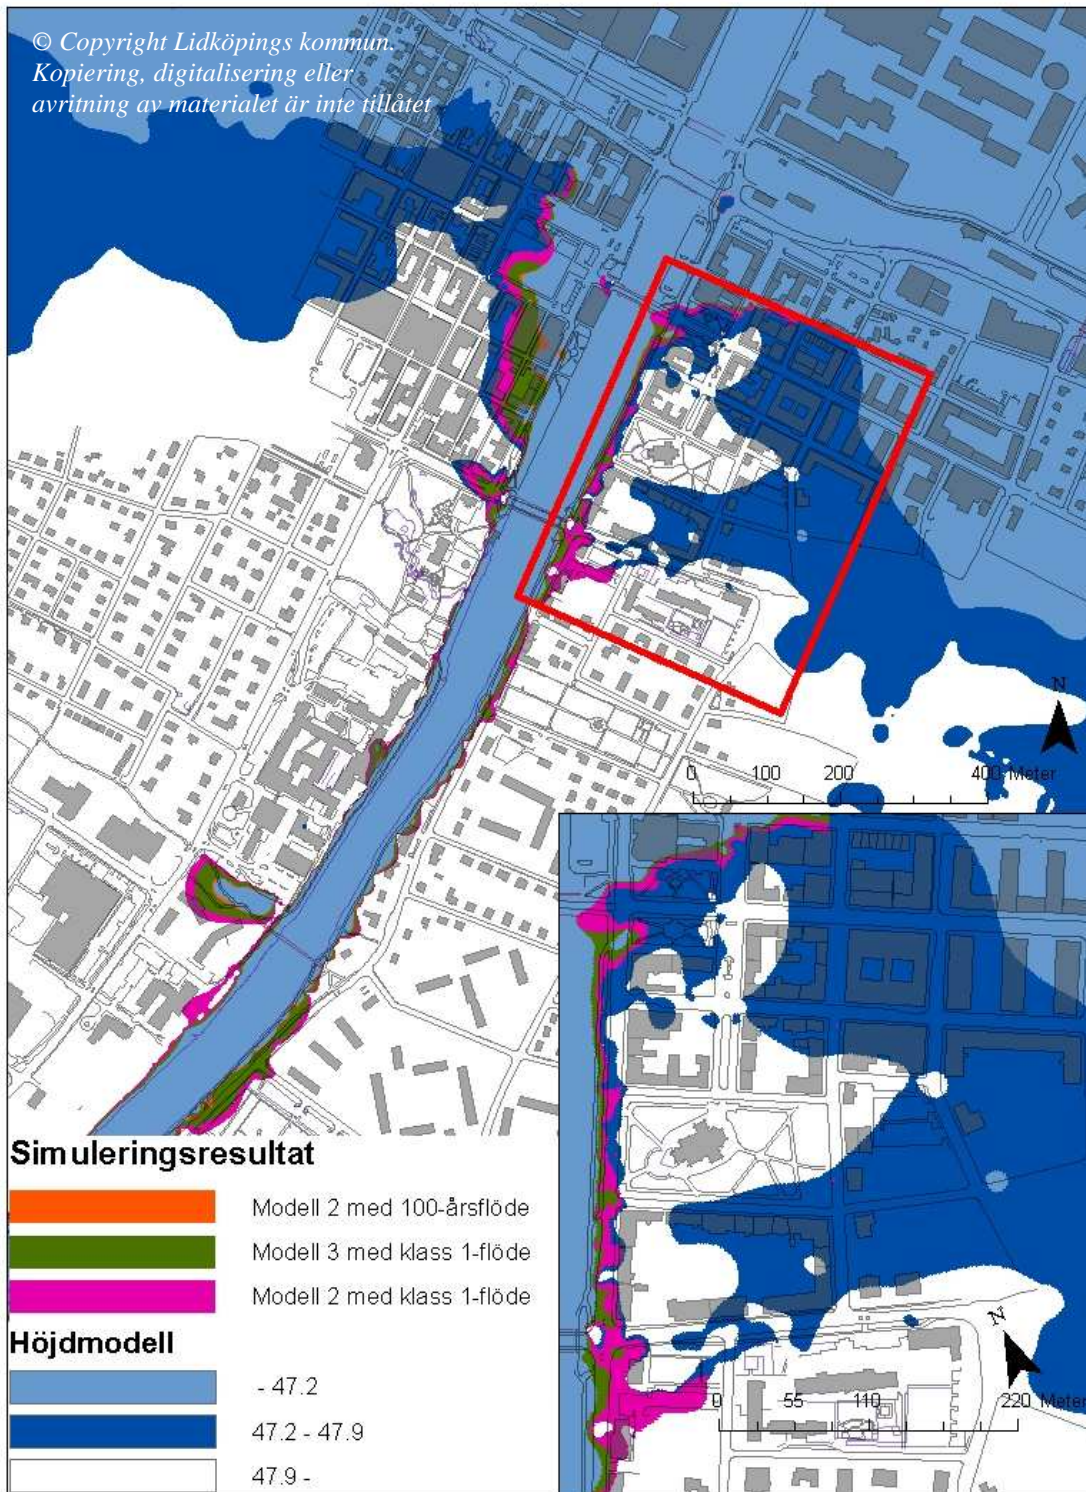 © Copyright Lidköpings kommun.
Kopiering, digitalisering eller
avritning av materialet är inte tillåtet
N
0 100 200 400 Meter
Simuleringsresultat
Modell 2 med 100-årsflöde
Modell 3 med klass 1-flöde
Modell 2 med klass 1-flöde
Höjdmodell
- 47.2
47.2 - 47.9
47.9 -
N
0 55 110 220 Meter